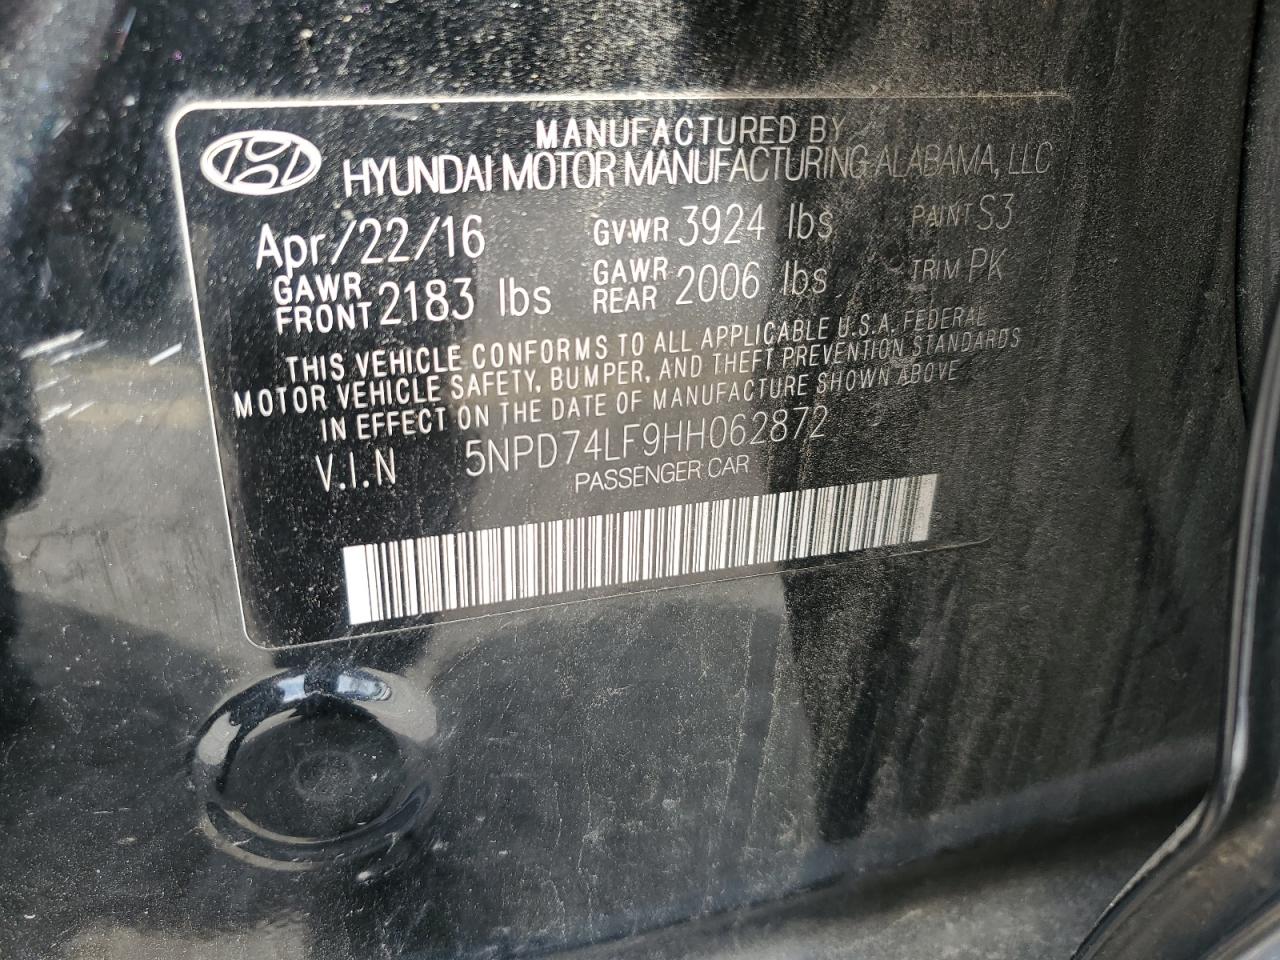 MANUFACTURED BY
HYUNDAI MOTOR MANUFACTURING ALABAMA, LLC
Apr/22/16 GVWR 3924 lbs PAINT S3
GAWR FRONT 2183 lbs GAWR REAR 2006 lbs TRIM PK
THIS VEHICLE CONFORMS TO ALL APPLICABLE U.S.A. FEDERAL
MOTOR VEHICLE SAFETY, BUMPER, AND THEFT PREVENTION STANDARDS
IN EFFECT ON THE DATE OF MANUFACTURE SHOWN ABOVE
V.I.N 5NPD74LF9HH062872
PASSENGER CAR